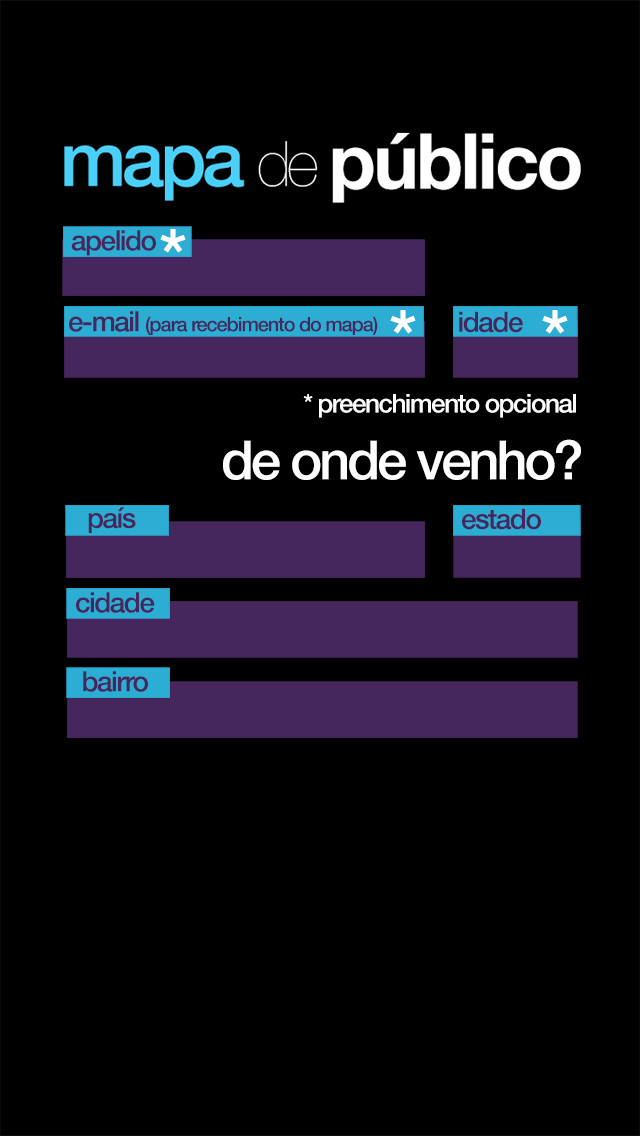 mapa de público
apelido *
e-mail (para recebimento do mapa) * idade *
* preenchimento opcional
de onde venho?
país estado
cidade
bairro